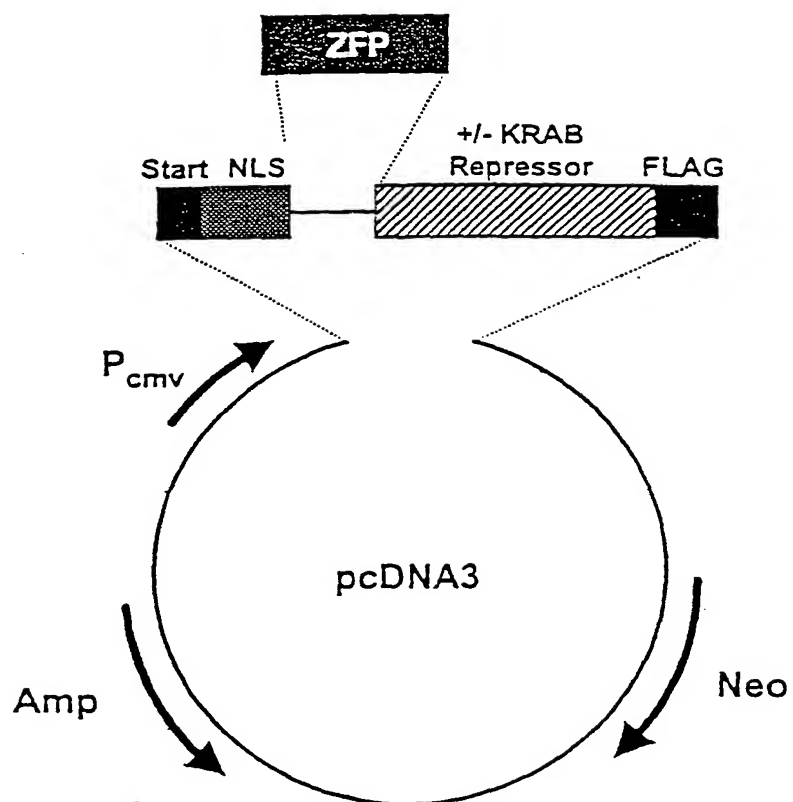 ZFP
+/- KRAB
Start NLS Repressor FLAG
Pcmv
pcDNA3
Amp
Neo